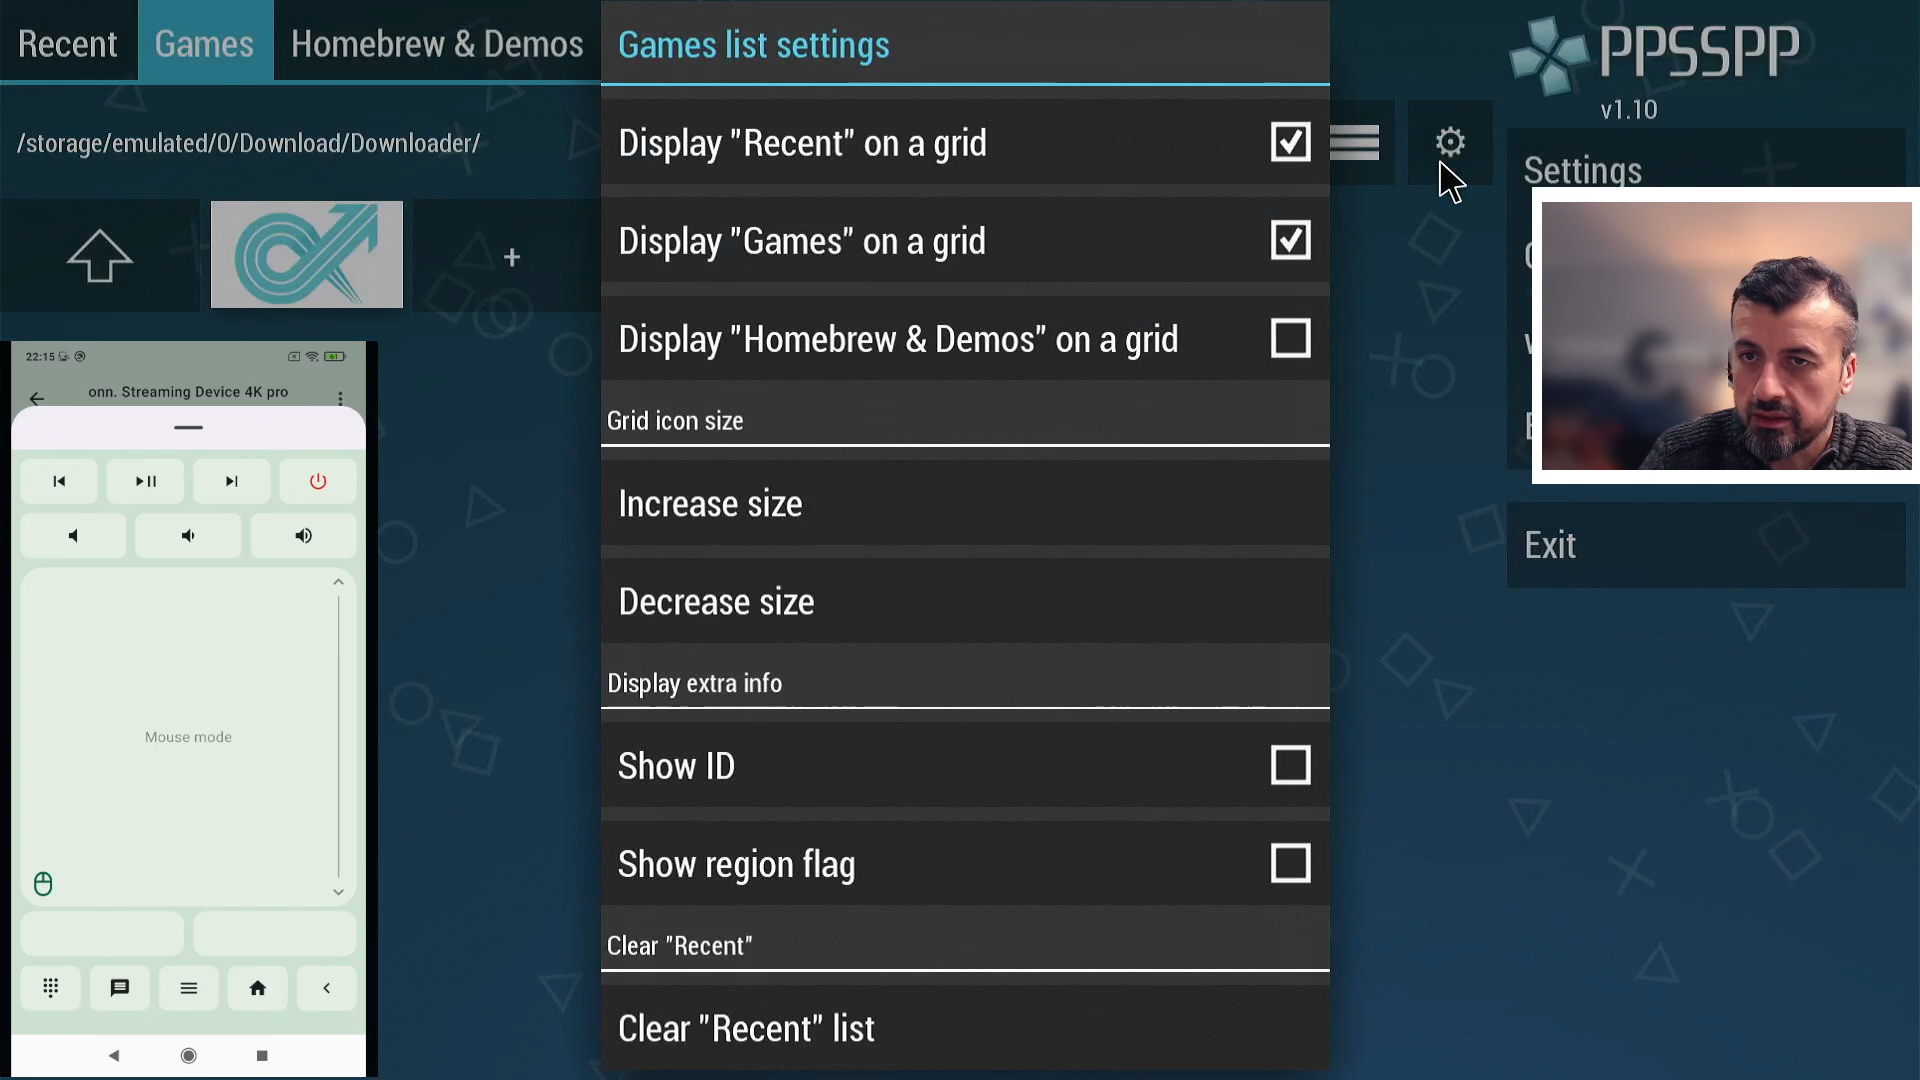 Recent
Games
Homebrew & Demos
/storage/emulated/0/Download/Downloader/
+
22:15
61
onn. Streaming Device 4K pro
Mouse mode
Games list settings
Display "Recent" on a grid
Display "Games" on a grid
Display "Homebrew & Demos" on a grid
Grid icon size
Increase size
Decrease size
Display extra info
Show ID
Show region flag
Clear "Recent"
Clear "Recent" list
PPSSPP
v1.10
Settings
Exit